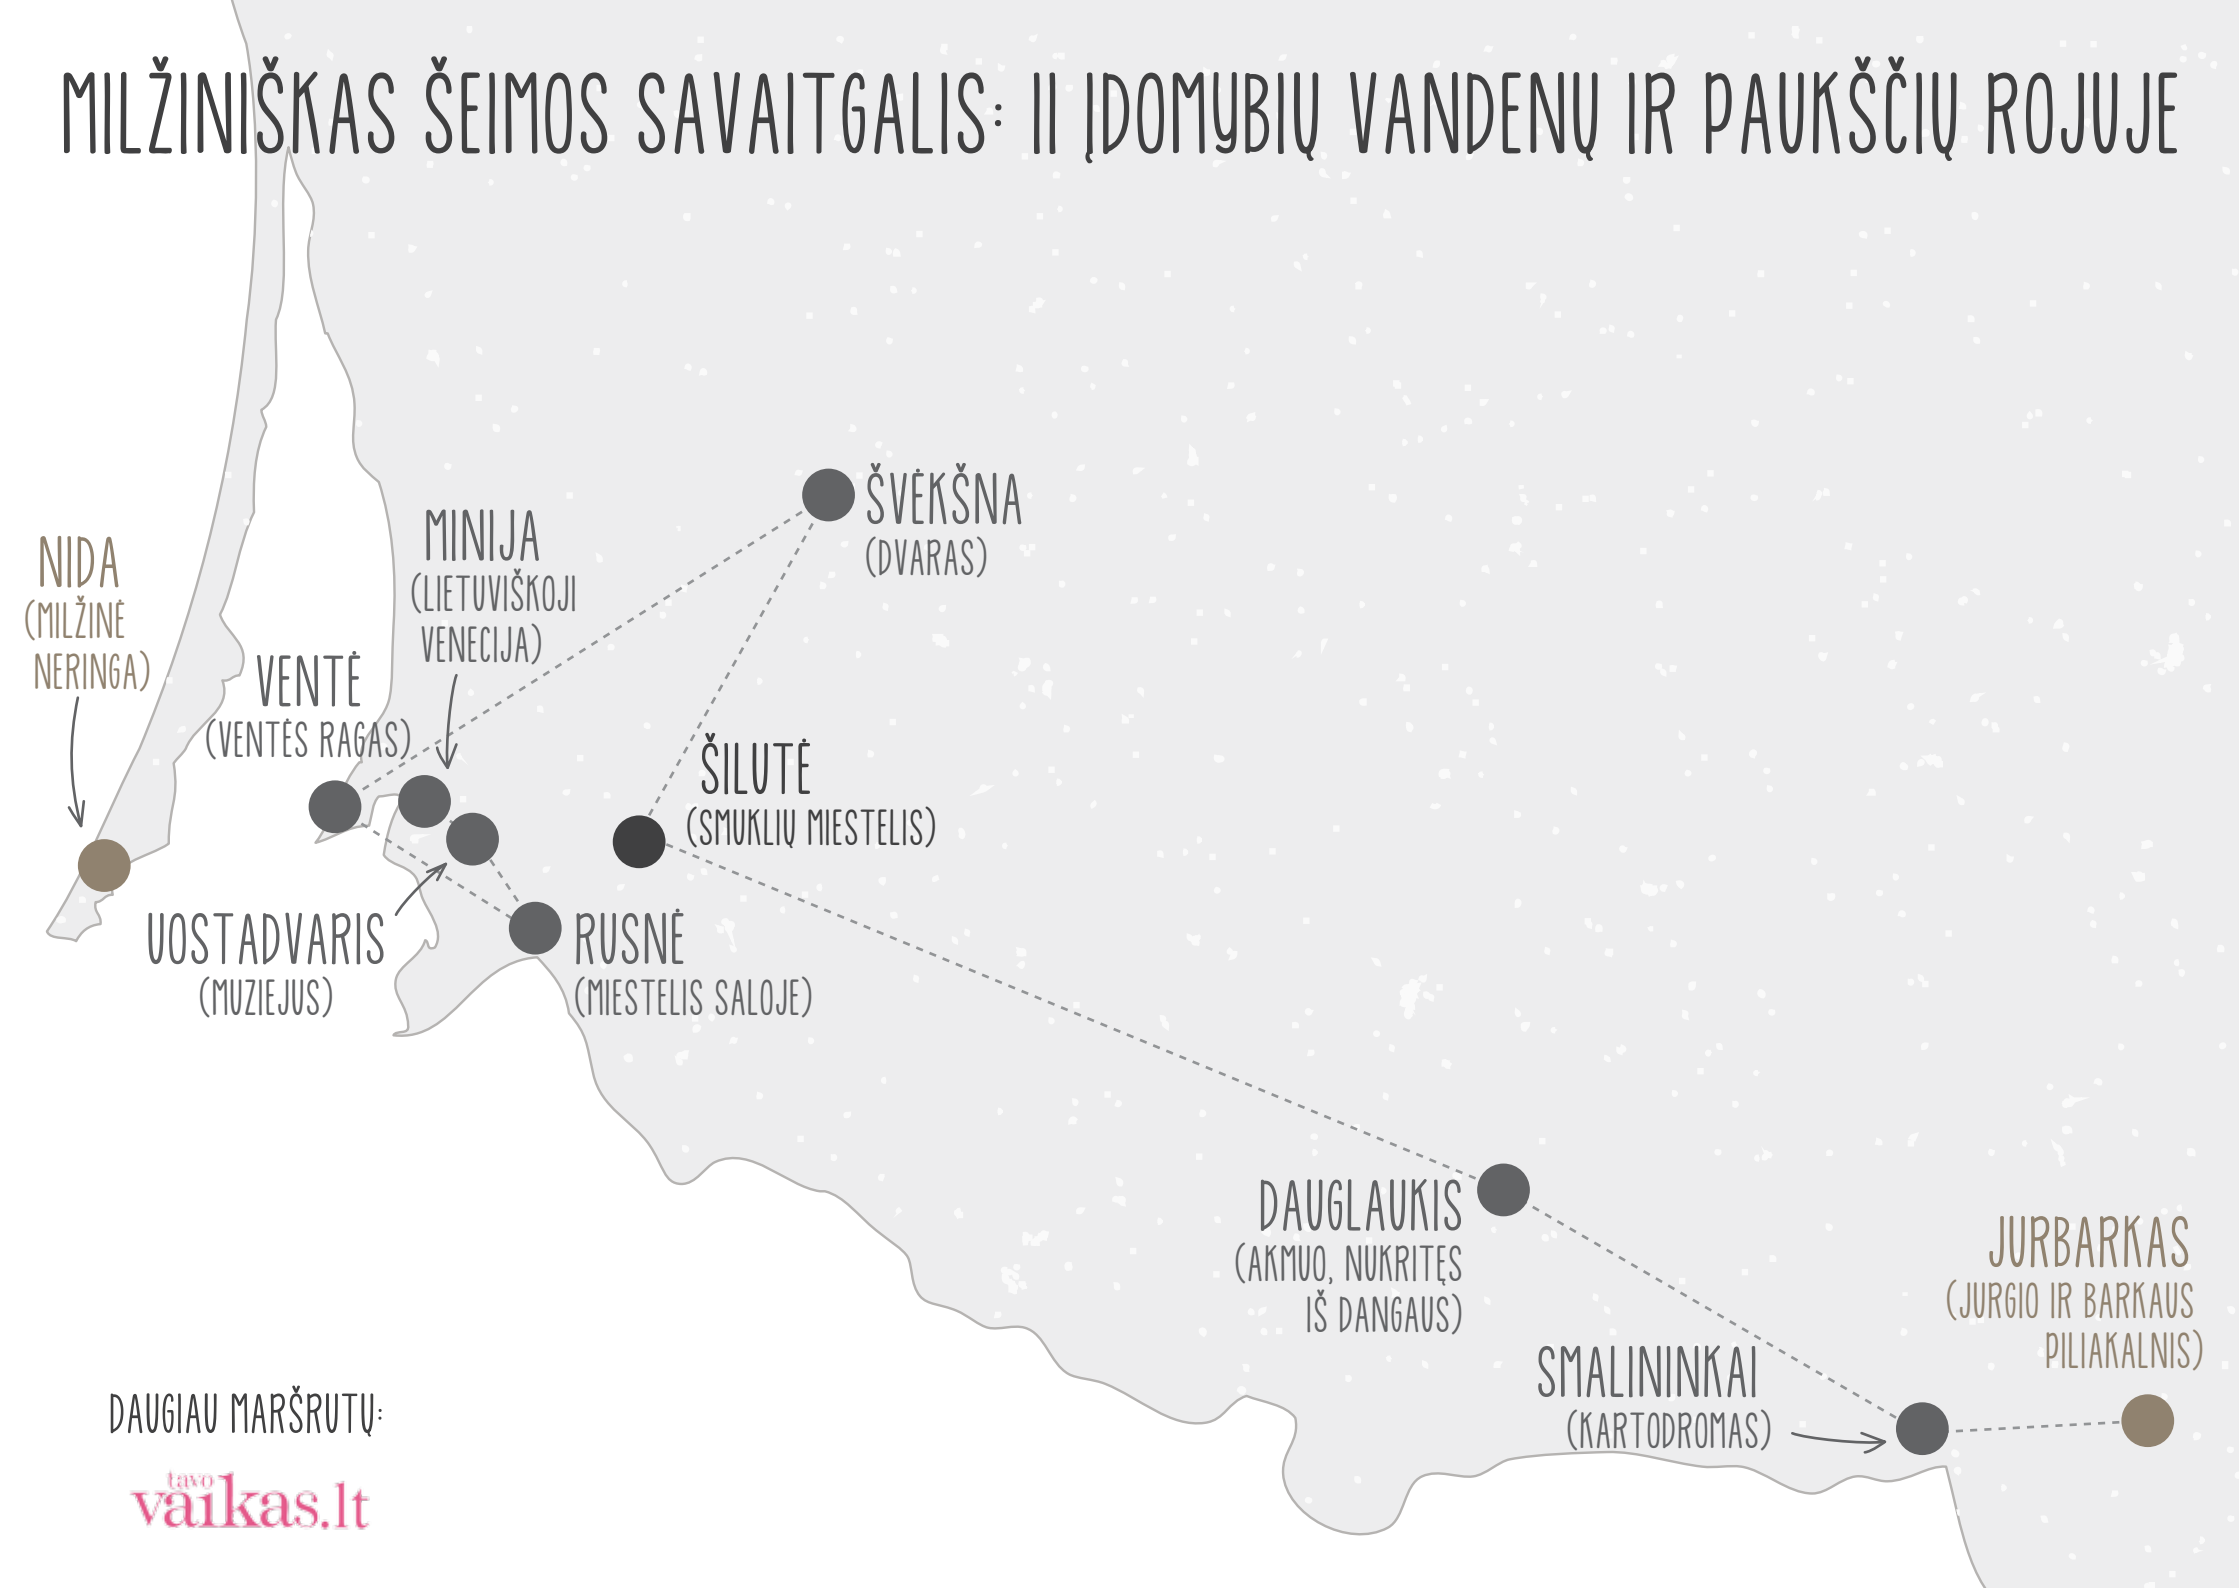 MILŽINIŠKAS ŠEIMOS SAVAITGALIS: 11 ĮDOMYBIŲ VANDENŲ IR PAUKŠČIŲ ROJUJE
ŠVĖKŠNA
(DVARAS)
MINIJA
(LIETUVIŠKOJI
VENECIJA)
NIDA
(MILŽINĖ
NERINGA)
VENTĖ
(VENTĖS RAGAS)
ŠILUTĖ
(SMUKLIŲ MIESTELIS)
UOSTADVARIS
(MUZIEJUS)
RUSNĖ
(MIESTELIS SALOJE)
DAUGLAUKIS
(AKMUO, NUKRITĘS
IŠ DANGAUS)
JURBARKAS
(JURGIO IR BARKAUS
PILIAKALNIS)
SMALININKAI
(KARTODROMAS)
DAUGIAU MARŠRUTŲ:
tavo
vaikas.lt